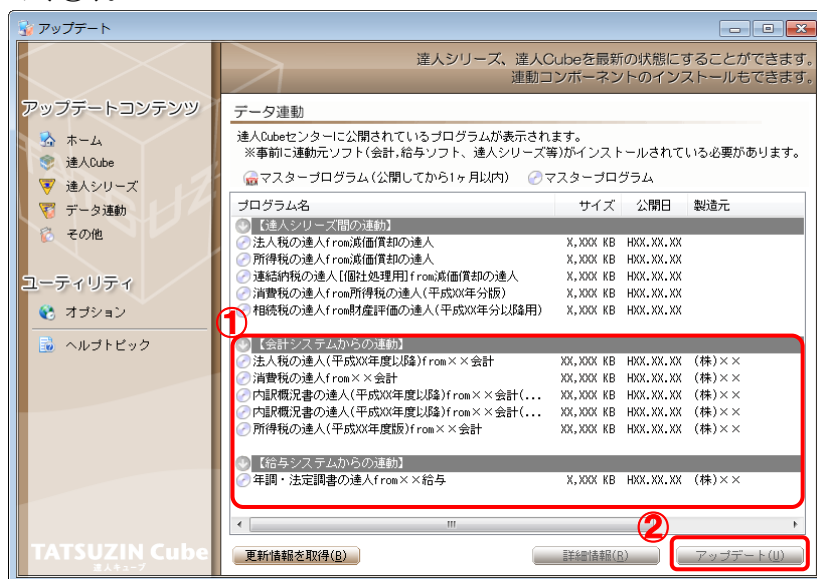 アップデート
達人シリーズ、達人Cubeを最新の状態にすることができます。
連動コンポーネントのインストールもできます。
アップデートコンテンツ
ホーム
達人Cube
達人シリーズ
データ連動
その他
ユーティリティ
オプション
ヘルプトピック
データ連動
達人Cubeセンターに公開されているプログラムが表示されます。
※事前に連動元ソフト(会計,給与ソフト、達人シリーズ等)がインストールされている必要があります。
マスタープログラム(公開してから1ヶ月以内) マスタープログラム
プログラム名 サイズ 公開日 製造元
【達人シリーズ間の連動】
法人税の達人from減価償却の達人 X,XXX KB HXX.XX.XX
所得税の達人from減価償却の達人 X,XXX KB HXX.XX.XX
連結納税の達人[個社処理用]from減価償却の達人 X,XXX KB HXX.XX.XX
消費税の達人from所得税の達人(平成XX年分版) X,XXX KB HXX.XX.XX
相続税の達人from財産評価の達人(平成XX年分以降用) X,XXX KB HXX.XX.XX
①
【会計システムからの連動】
法人税の達人(平成XX年度以降)from××会計 XX,XXX KB HXX.XX.XX (株)××
消費税の達人from××会計 XX,XXX KB HXX.XX.XX (株)××
内訳概況書の達人(平成XX年度以降)from××会計(... XX,XXX KB HXX.XX.XX (株)××
内訳概況書の達人(平成XX年度以降)from××会計(... XX,XXX KB HXX.XX.XX (株)××
所得税の達人(平成XX年度版)from××会計 XX,XXX KB HXX.XX.XX (株)××
【給与システムからの連動】
年調・法定調書の達人from××給与 X,XXX KB HXX.XX.XX (株)××
②
更新情報を取得(B) 詳細情報(R) アップデート(U)
TATSUZIN Cube
達人キューブ